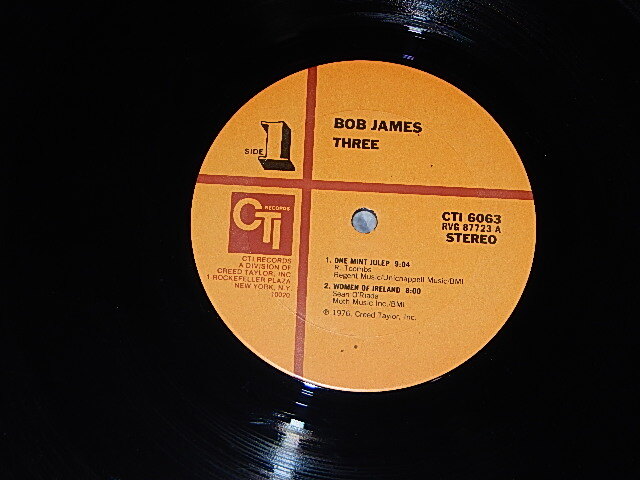 BOB JAMES
THREE
SIDE 1
CTI RECORDS
CTI RECORDS
A DIVISION OF
CREED TAYLOR, INC.
1 ROCKEFELLER PLAZA
NEW YORK, N.Y.
10020
CTI 6063
RVG 87723 A
STEREO
1. ONE MINT JULEP 9:04
R. Toombs
Regent Music/Unichappell Music/BMI
2. WOMEN OF IRELAND 8:00
Sean O'Riada
Muth Music Inc./BMI
℗ 1976, Creed Taylor, Inc.